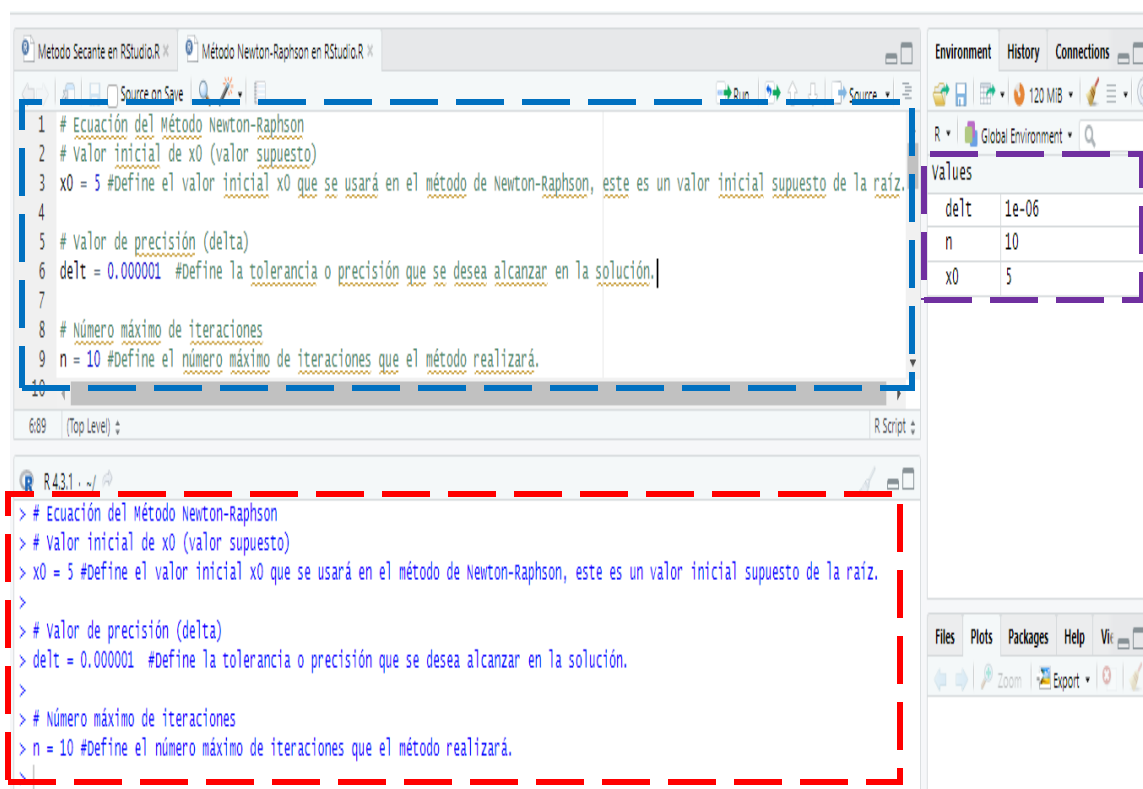 Metodo Secante en RStudio.R × Método Newton-Raphson en RStudio.R ×
Source on Save Run Source
1 # Ecuación del Método Newton-Raphson
2 # Valor inicial de x0 (valor supuesto)
3 x0 = 5 #Define el valor inicial x0 que se usará en el método de Newton-Raphson, este es un valor inicial supuesto de la raíz.
4
5 # Valor de precisión (delta)
6 delt = 0.000001  #Define la tolerancia o precisión que se desea alcanzar en la solución.
7
8 # Número máximo de iteraciones
9 n = 10 #Define el número máximo de iteraciones que el método realizará.
10
6:89 (Top Level) R Script
R 4.3.1 · ~/
> # Ecuación del Método Newton-Raphson
> # Valor inicial de x0 (valor supuesto)
> x0 = 5 #Define el valor inicial x0 que se usará en el método de Newton-Raphson, este es un valor inicial supuesto de la raíz.
>
> # Valor de precisión (delta)
> delt = 0.000001  #Define la tolerancia o precisión que se desea alcanzar en la solución.
>
> # Número máximo de iteraciones
> n = 10 #Define el número máximo de iteraciones que el método realizará.
>
Environment History Connections
120 MiB
R Global Environment
Values
delt 1e-06
n 10
x0 5
Files Plots Packages Help
Zoom Export